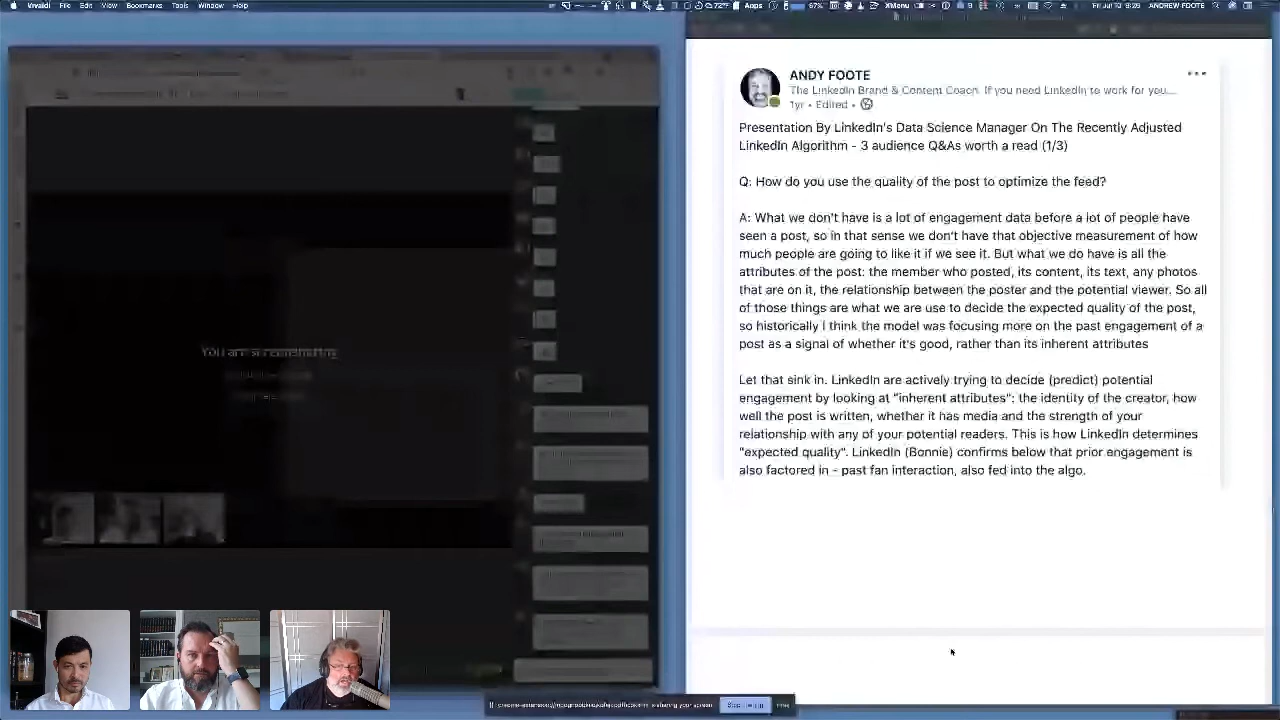 Vivaldi File Edit View Bookmarks Tools Window Help
ANDREW FOOTE
ANDY FOOTE
The LinkedIn Brand & Content Coach. If you need LinkedIn to work for you....
1yr • Edited •
Presentation By LinkedIn's Data Science Manager On The Recently Adjusted
LinkedIn Algorithm - 3 audience Q&As worth a read (1/3)
Q: How do you use the quality of the post to optimize the feed?
A: What we don't have is a lot of engagement data before a lot of people have
seen a post, so in that sense we don't have that objective measurement of how
much people are going to like it if we see it. But what we do have is all the
attributes of the post: the member who posted, its content, its text, any photos
that are on it, the relationship between the poster and the potential viewer. So all
of those things are what we are use to decide the expected quality of the post,
so historically I think the model was focusing more on the past engagement of a
post as a signal of whether it's good, rather than its inherent attributes
Let that sink in. LinkedIn are actively trying to decide (predict) potential
engagement by looking at "inherent attributes": the identity of the creator, how
well the post is written, whether it has media and the strength of your
relationship with any of your potential readers. This is how LinkedIn determines
"expected quality". LinkedIn (Bonnie) confirms below that prior engagement is
also factored in - past fan interaction, also fed into the algo.